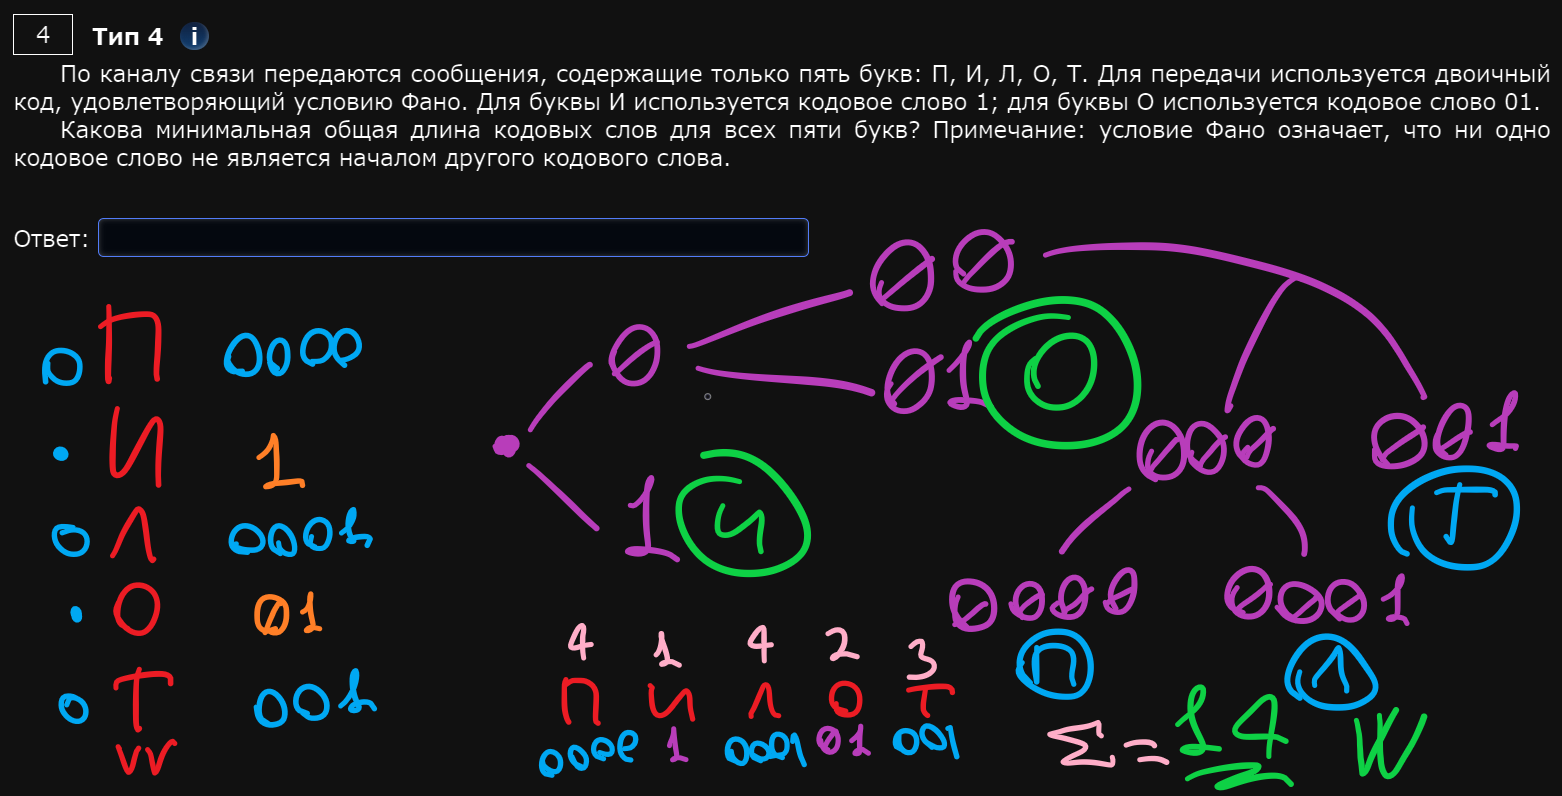 4 Тип 4 i
По каналу связи передаются сообщения, содержащие только пять букв: П, И, Л, О, Т. Для передачи используется двоичный
код, удовлетворяющий условию Фано. Для буквы И используется кодовое слово 1; для буквы О используется кодовое слово 01.
Какова минимальная общая длина кодовых слов для всех пяти букв? Примечание: условие Фано означает, что ни одно
кодовое слово не является началом другого кодового слова.
Ответ:
П 0000
И 1
Л 0001
О 01
Т 001
0
1 И
00
01 О
000
001
Т
0000
0001
П
Л
4 1 4 2 3
П И Л О Т
0000 1 0001 01 001
Σ = 14